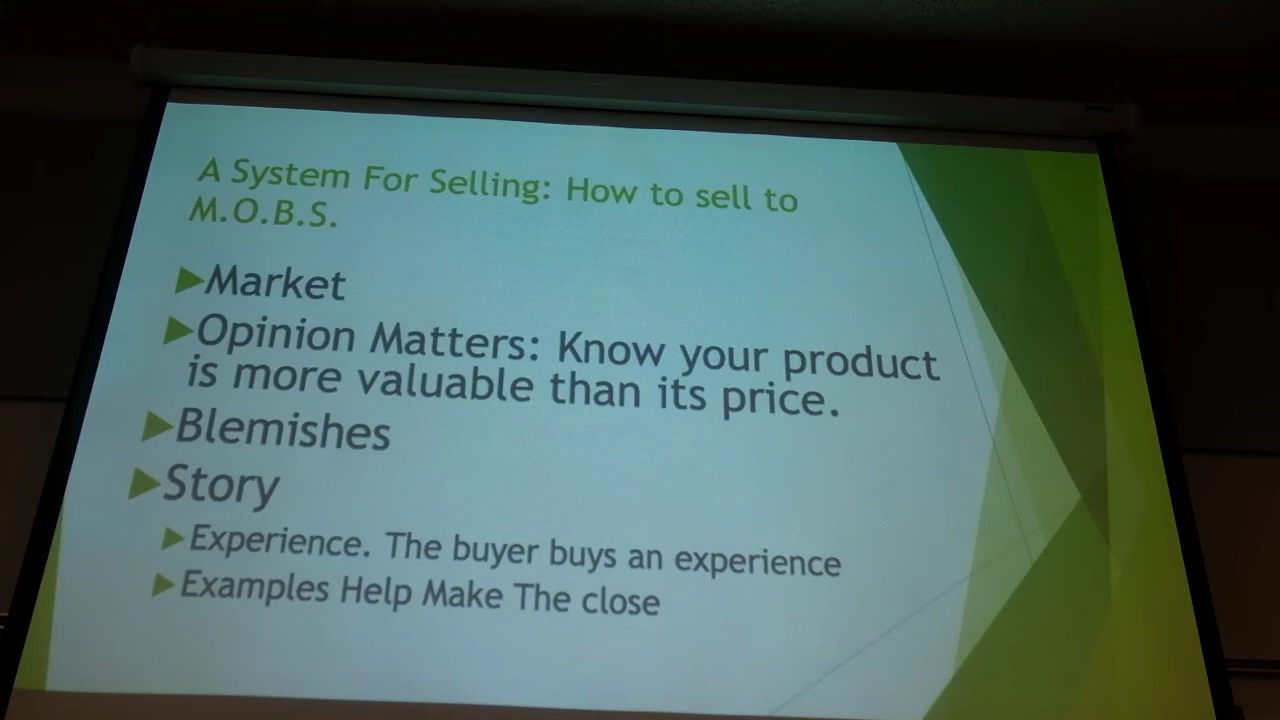 A System For Selling: How to sell to
M.O.B.S.
Market
Opinion Matters: Know your product
is more valuable than its price.
Blemishes
Story
Experience. The buyer buys an experience
Examples Help Make The close